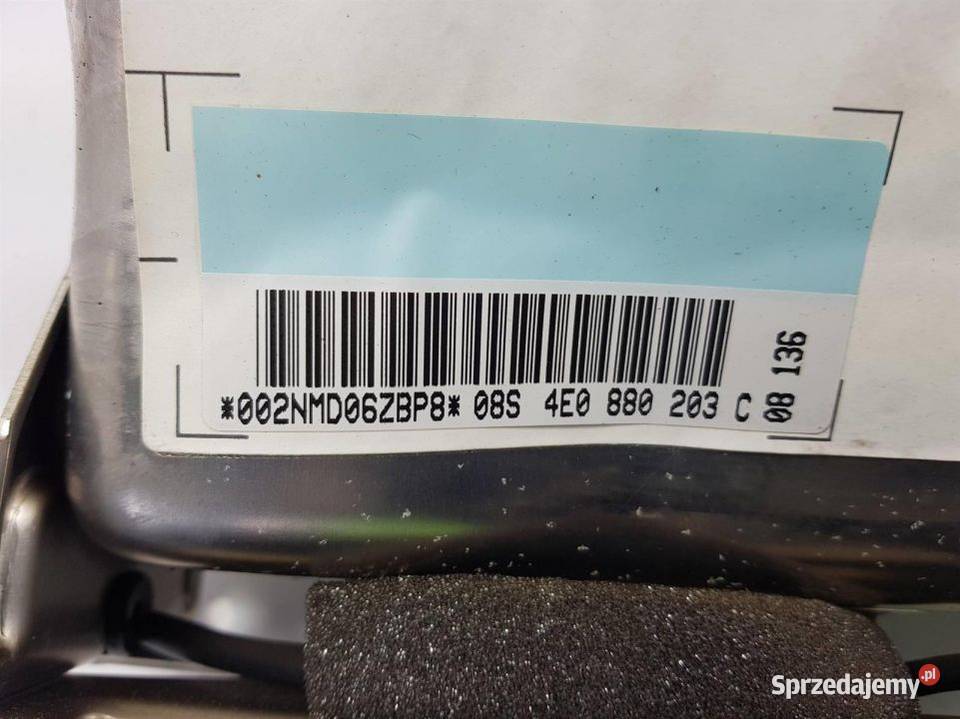 *002NMD06ZBP8* 08S 4E0 880 203 C
08 136
Sprzedajemy.pl